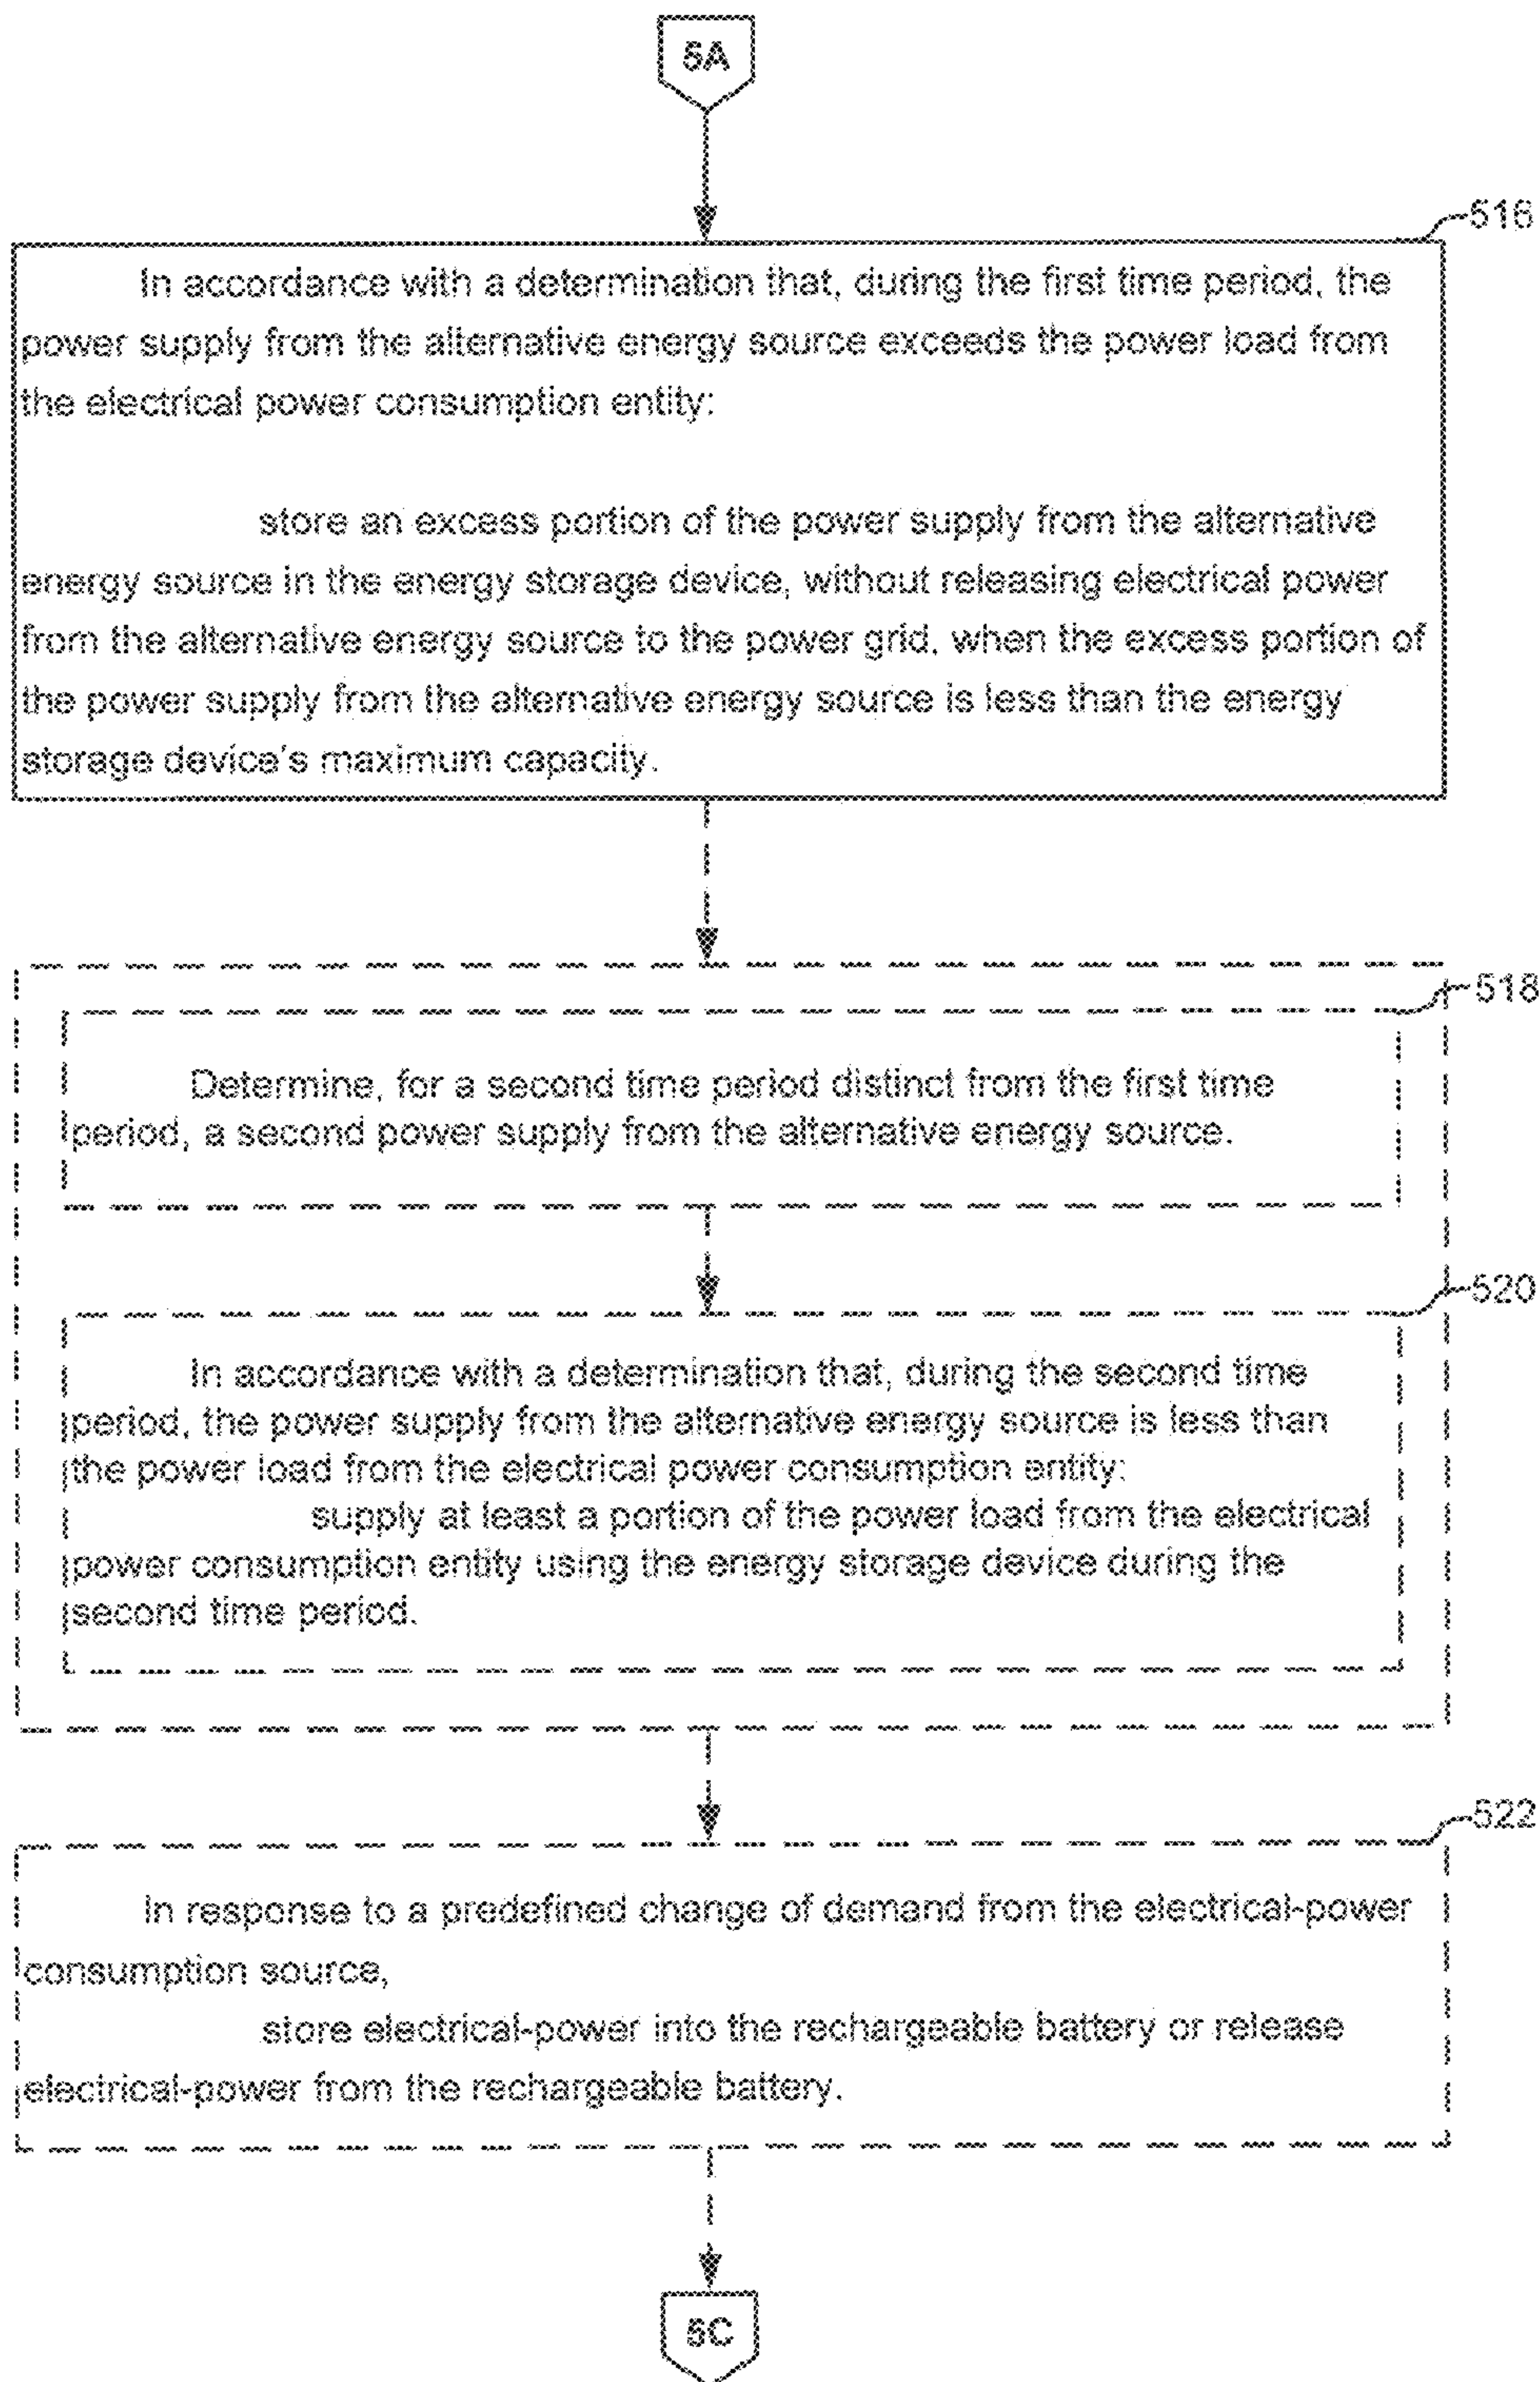 5A
516
In accordance with a determination that, during the first time period, the
power supply from the alternative energy source exceeds the power load from
the electrical power consumption entity:
store an excess portion of the power supply from the alternative
energy source in the energy storage device, without releasing electrical power
from the alternative energy source to the power grid, when the excess portion of
the power supply from the alternative energy source is less than the energy
storage device's maximum capacity.
518
Determine, for a second time period distinct from the first time
period, a second power supply from the alternative energy source.
520
In accordance with a determination that, during the second time
period, the power supply from the alternative energy source is less than
the power load from the electrical power consumption entity:
supply at least a portion of the power load from the electrical
power consumption entity using the energy storage device during the
second time period.
522
In response to a predefined change of demand from the electrical-power
consumption source,
store electrical-power into the rechargeable battery or release
electrical-power from the rechargeable battery.
5C